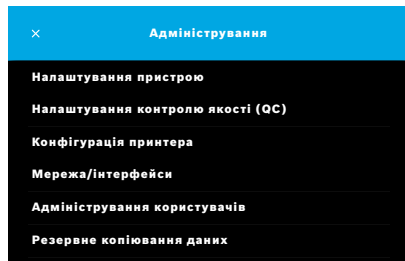 Адміністрування
Налаштування пристрою
Налаштування контролю якості (QC)
Конфігурація принтера
Мережа/інтерфейси
Адміністрування користувачів
Резервне копіювання даних